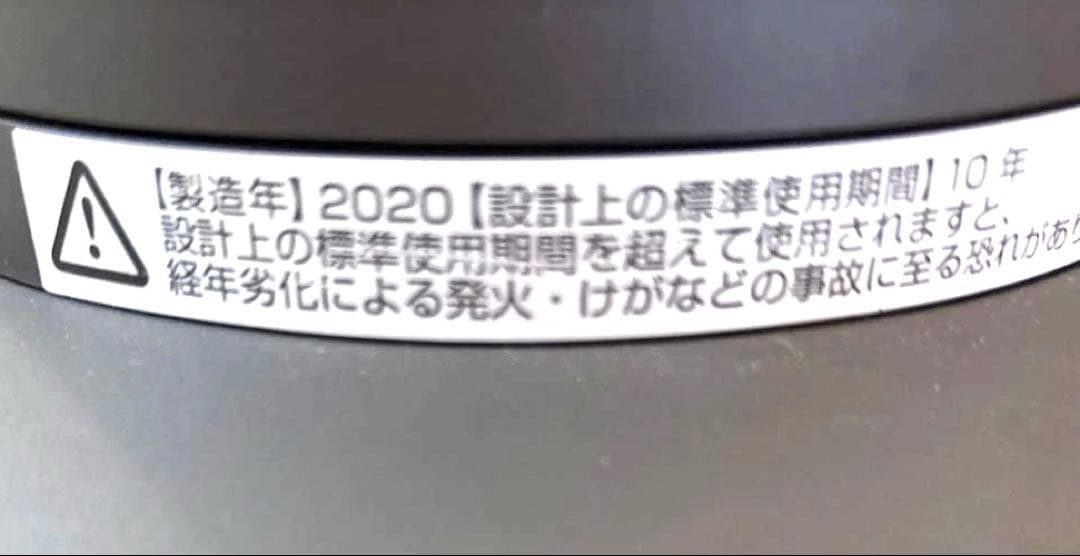 【製造年】2020【設計上の標準使用期間】10年
設計上の標準使用期間を超えて使用されますと、
経年劣化による発火・けがなどの事故に至る恐れがあり